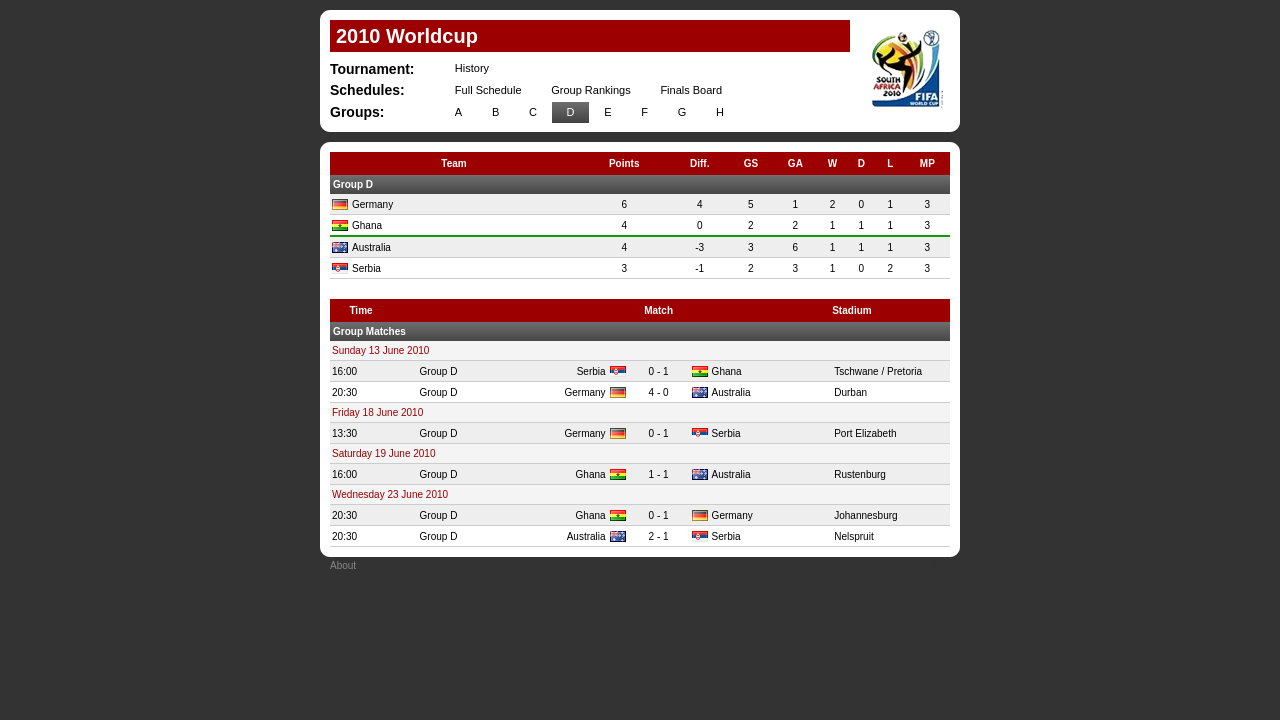 2010 Worldcup
SOUTH
AFRICA
2010
FIFA
WORLD CUP
Tournament: History
Schedules: Full Schedule Group Rankings Finals Board
Groups: A B C D E F G H
Team Points Diff. GS GA W D L MP
Group D
Germany 6 4 5 1 2 0 1 3
Ghana 4 0 2 2 1 1 1 3
Australia 4 -3 3 6 1 1 1 3
Serbia 3 -1 2 3 1 0 2 3
Time Match Stadium
Group Matches
Sunday 13 June 2010
16:00 Group D Serbia 0 - 1 Ghana Tschwane / Pretoria
20:30 Group D Germany 4 - 0 Australia Durban
Friday 18 June 2010
13:30 Group D Germany 0 - 1 Serbia Port Elizabeth
Saturday 19 June 2010
16:00 Group D Ghana 1 - 1 Australia Rustenburg
Wednesday 23 June 2010
20:30 Group D Ghana 0 - 1 Germany Johannesburg
20:30 Group D Australia 2 - 1 Serbia Nelspruit
About